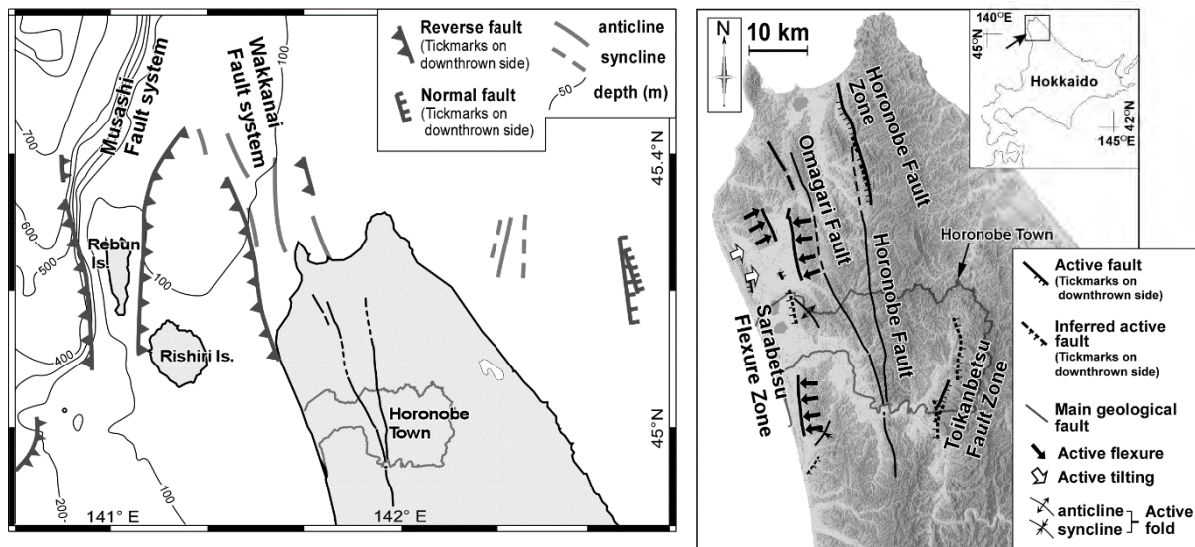 Musashi
Fault system
Wakkanai
Fault system
Reverse fault
(Tickmarks on
downthrown side)
Normal fault
(Tickmarks on
downthrown side)
anticline
syncline
50
depth (m)
100
700
600
500
400
100
100
100
200
45.4° N
45° N
141° E
142° E
Rebun
Is.
Rishiri Is.
Horonobe
Town
N
10 km
140°E
45°N
Hokkaido
42°N
145°E
Horonobe Fault
Zone
Omagari Fault
Horonobe Fault
Horonobe Town
Sarabetsu
Flexure Zone
Toikanbetsu
Fault Zone
Active fault
(Tickmarks on
downthrown side)
Inferred active
fault
(Tickmarks on
downthrown side)
Main geological
fault
Active flexure
Active tilting
anticline
syncline
Active
fold